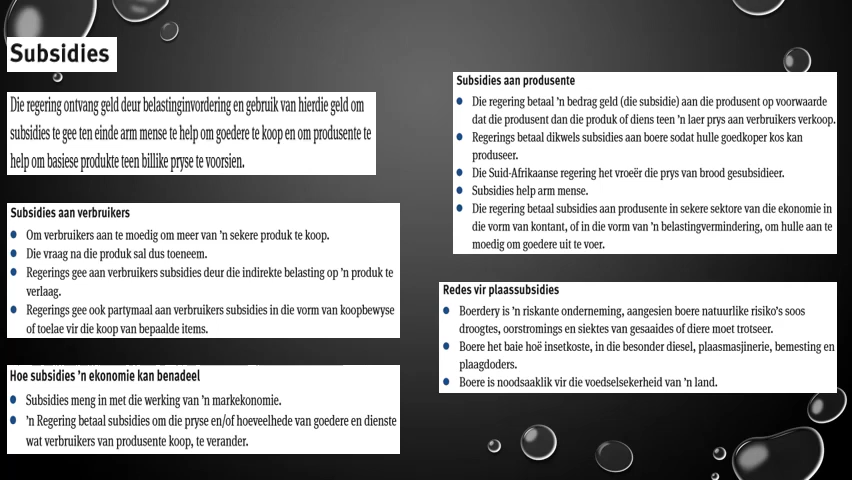 Subsidies
Die regering ontvang geld deur belastinginvordering en gebruik van hierdie geld om
subsidies te gee ten einde arm mense te help om goedere te koop en om produsente te
help om basiese produkte teen billike pryse te voorsien.
Subsidies aan verbruikers
● Om verbruikers aan te moedig om meer van 'n sekere produk te koop.
● Die vraag na die produk sal dus toeneem.
● Regerings gee aan verbruikers subsidies deur die indirekte belasting op 'n produk te
verlaag.
● Regerings gee ook partymaal aan verbruikers subsidies in die vorm van koopbewyse
of toelae vir die koop van bepaalde items.
Hoe subsidies 'n ekonomie kan benadeel
● Subsidies meng in met die werking van 'n markekonomie.
● 'n Regering betaal subsidies om die pryse en/of hoeveelhede van goedere en dienste
wat verbruikers van produsente koop, te verander.
Subsidies aan produsente
● Die regering betaal 'n bedrag geld (die subsidie) aan die produsent op voorwaarde
dat die produsent dan die produk of diens teen 'n laer prys aan verbruikers verkoop.
● Regerings betaal dikwels subsidies aan boere sodat hulle goedkoper kos kan
produseer.
● Die Suid-Afrikaanse regering het vroeër die prys van brood gesubsidieer.
● Subsidies help arm mense.
● Die regering betaal subsidies aan produsente in sekere sektore van die ekonomie in
die vorm van kontant, of in die vorm van 'n belastingvermindering, om hulle aan te
moedig om goedere uit te voer.
Redes vir plaassubsidies
● Boerdery is 'n riskante onderneming, aangesien boere natuurlike risiko's soos
droogtes, oorstromings en siektes van gesaaides of diere moet trotseer.
● Boere het baie hoë insetkoste, in die besonder diesel, plaasmasjinerie, bemesting en
plaagdoders.
● Boere is noodsaaklik vir die voedselsekerheid van 'n land.